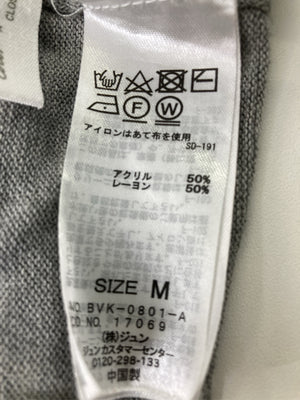 CLOS
F W
アイロンはあて布を使用
SD-191
アクリル 50%
レーヨン 50%
SIZE M
NO. BVK-0801-A
CD NO. 17069
(株)ジュン
ジュンカスタマーセンター
0120-298-133
中国製